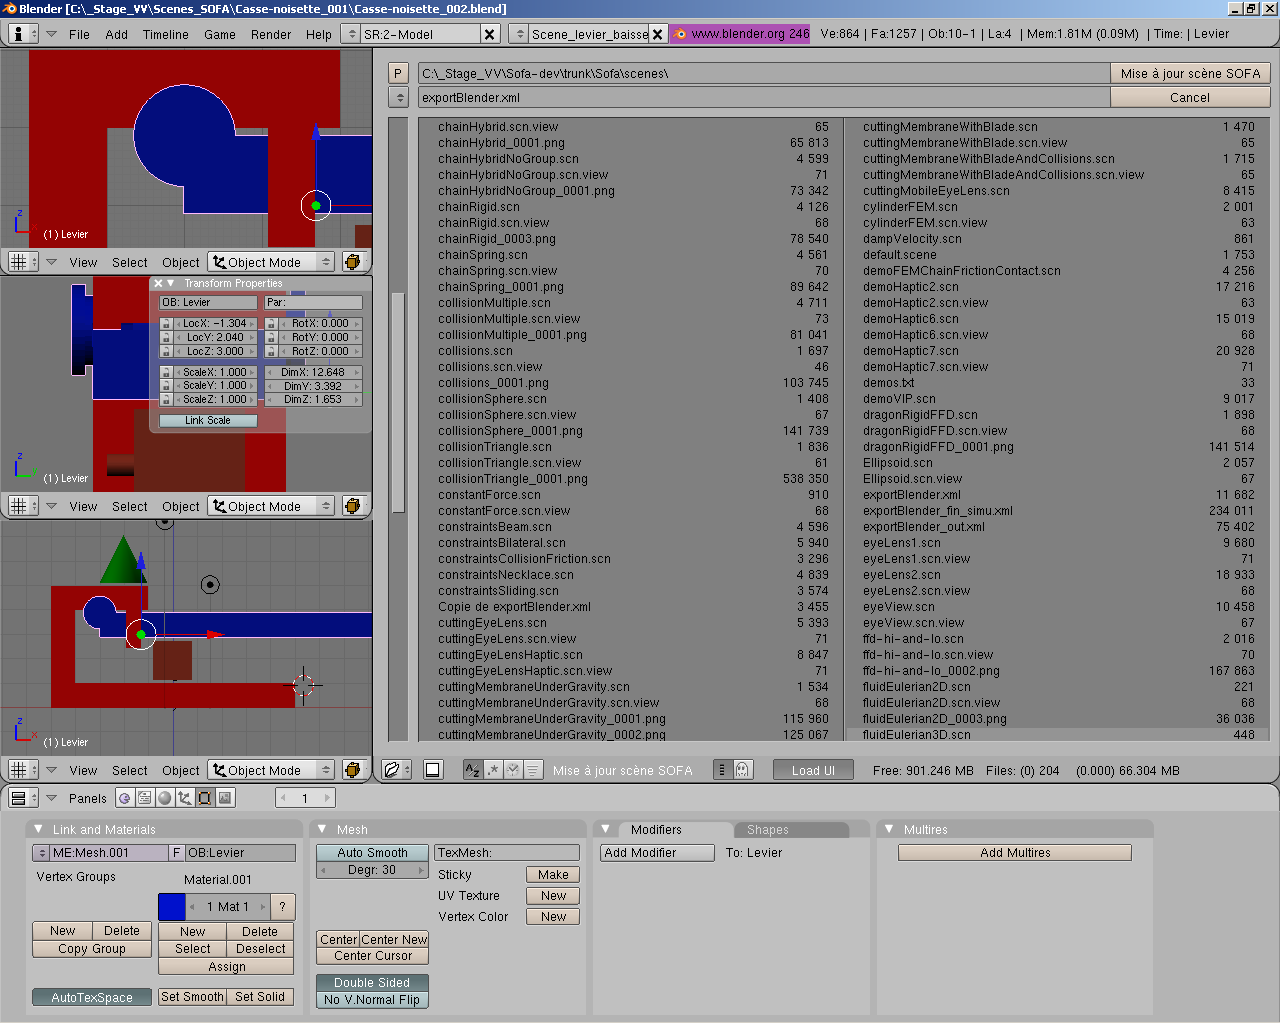 Blender [C:\_Stage_VV\Scenes_SOFA\Casse-noisette_001\Casse-noisette_002.blend]
File Add Timeline Game Render Help SR:2-Model Scene_levier_baisse www.blender.org 246 Ve:864 | Fa:1257 | Ob:10-1 | La:4 | Mem:1.81M (0.09M) | Time: | Levier
P C:\_Stage_VV\Sofa-dev\trunk\Sofa\scenes\ Mise à jour scène SOFA
exportBlender.xml Cancel
z x (1) Levier
View Select Object Object Mode
Transform Properties
OB: Levier Par:
LocX: -1.304 RotX: 0.000
LocY: 2.040 RotY: 0.000
LocZ: 3.000 RotZ: 0.000
ScaleX: 1.000 DimX: 12.648
ScaleY: 1.000 DimY: 3.392
ScaleZ: 1.000 DimZ: 1.653
Link Scale
z y (1) Levier
View Select Object Object Mode
z x (1) Levier
View Select Object Object Mode
chainHybrid.scn.view 65
chainHybrid_0001.png 65 813
chainHybridNoGroup.scn 4 599
chainHybridNoGroup.scn.view 71
chainHybridNoGroup_0001.png 73 342
chainRigid.scn 4 126
chainRigid.scn.view 68
chainRigid_0003.png 78 540
chainSpring.scn 4 561
chainSpring.scn.view 70
chainSpring_0001.png 89 642
collisionMultiple.scn 4 711
collisionMultiple.scn.view 73
collisionMultiple_0001.png 81 041
collisions.scn 1 697
collisions.scn.view 46
collisions_0001.png 103 745
collisionSphere.scn 1 408
collisionSphere.scn.view 67
collisionSphere_0001.png 141 739
collisionTriangle.scn 1 836
collisionTriangle.scn.view 61
collisionTriangle_0001.png 538 350
constantForce.scn 910
constantForce.scn.view 68
constraintsBeam.scn 4 596
constraintsBilateral.scn 5 940
constraintsCollisionFriction.scn 3 296
constraintsNecklace.scn 4 839
constraintsSliding.scn 3 574
Copie de exportBlender.xml 3 455
cuttingEyeLens.scn 5 393
cuttingEyeLens.scn.view 71
cuttingEyeLensHaptic.scn 8 847
cuttingEyeLensHaptic.scn.view 71
cuttingMembraneUnderGravity.scn 1 534
cuttingMembraneUnderGravity.scn.view 68
cuttingMembraneUnderGravity_0001.png 115 960
cuttingMembraneUnderGravity_0002.png 125 067
cuttingMembraneWithBlade.scn 1 470
cuttingMembraneWithBlade.scn.view 65
cuttingMembraneWithBladeAndCollisions.scn 1 715
cuttingMembraneWithBladeAndCollisions.scn.view 65
cuttingMobileEyeLens.scn 8 415
cylinderFEM.scn 2 001
cylinderFEM.scn.view 63
dampVelocity.scn 861
default.scene 1 753
demoFEMChainFrictionContact.scn 4 256
demoHaptic2.scn 17 216
demoHaptic2.scn.view 63
demoHaptic6.scn 15 019
demoHaptic6.scn.view 68
demoHaptic7.scn 20 928
demoHaptic7.scn.view 71
demos.txt 33
demoVIP.scn 9 017
dragonRigidFFD.scn 1 898
dragonRigidFFD.scn.view 68
dragonRigidFFD_0001.png 141 514
Ellipsoid.scn 2 057
Ellipsoid.scn.view 67
exportBlender.xml 11 682
exportBlender_fin_simu.xml 234 011
exportBlender_out.xml 75 402
eyeLens1.scn 9 680
eyeLens1.scn.view 71
eyeLens2.scn 18 933
eyeLens2.scn.view 68
eyeView.scn 10 458
eyeView.scn.view 67
ffd-hi-and-lo.scn 2 016
ffd-hi-and-lo.scn.view 70
ffd-hi-and-lo_0002.png 167 863
fluidEulerian2D.scn 221
fluidEulerian2D.scn.view 68
fluidEulerian2D_0003.png 36 036
fluidEulerian3D.scn 448
Mise à jour scène SOFA Load UI Free: 901.246 MB Files: (0) 204 (0.000) 66.304 MB
Panels 1
Link and Materials
ME:Mesh.001 F OB:Levier
Vertex Groups Material.001
1 Mat 1 ?
New Delete New Delete
Copy Group Select Deselect
Assign
AutoTexSpace Set Smooth Set Solid
Mesh
Auto Smooth TexMesh:
Degr: 30 Sticky Make
UV Texture New
Vertex Color New
Center Center New
Center Cursor
Double Sided
No V.Normal Flip
Modifiers Shapes
Add Modifier To: Levier
Multires
Add Multires